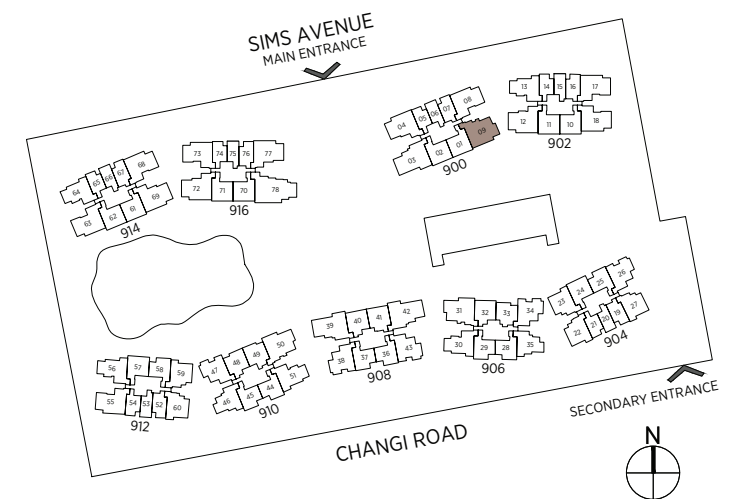 SIMS AVENUE
MAIN ENTRANCE
13 14 15 16 17
12 11 10 18
902
04 05 06 07 08
03 02 01 09
900
73 74 75 76 77
72 71 70 78
916
64 65 66 67 68
63 62 61 69
914
39 40 41 42
38 37 36 43
908
31 32 33 34
30 29 28 35
906
23 24 25 26
22 21 20 19 27
904
56 57 58 59
55 54 53 52 60
912
47 48 49 50
46 45 44 51
910
SECONDARY ENTRANCE
CHANGI ROAD
N